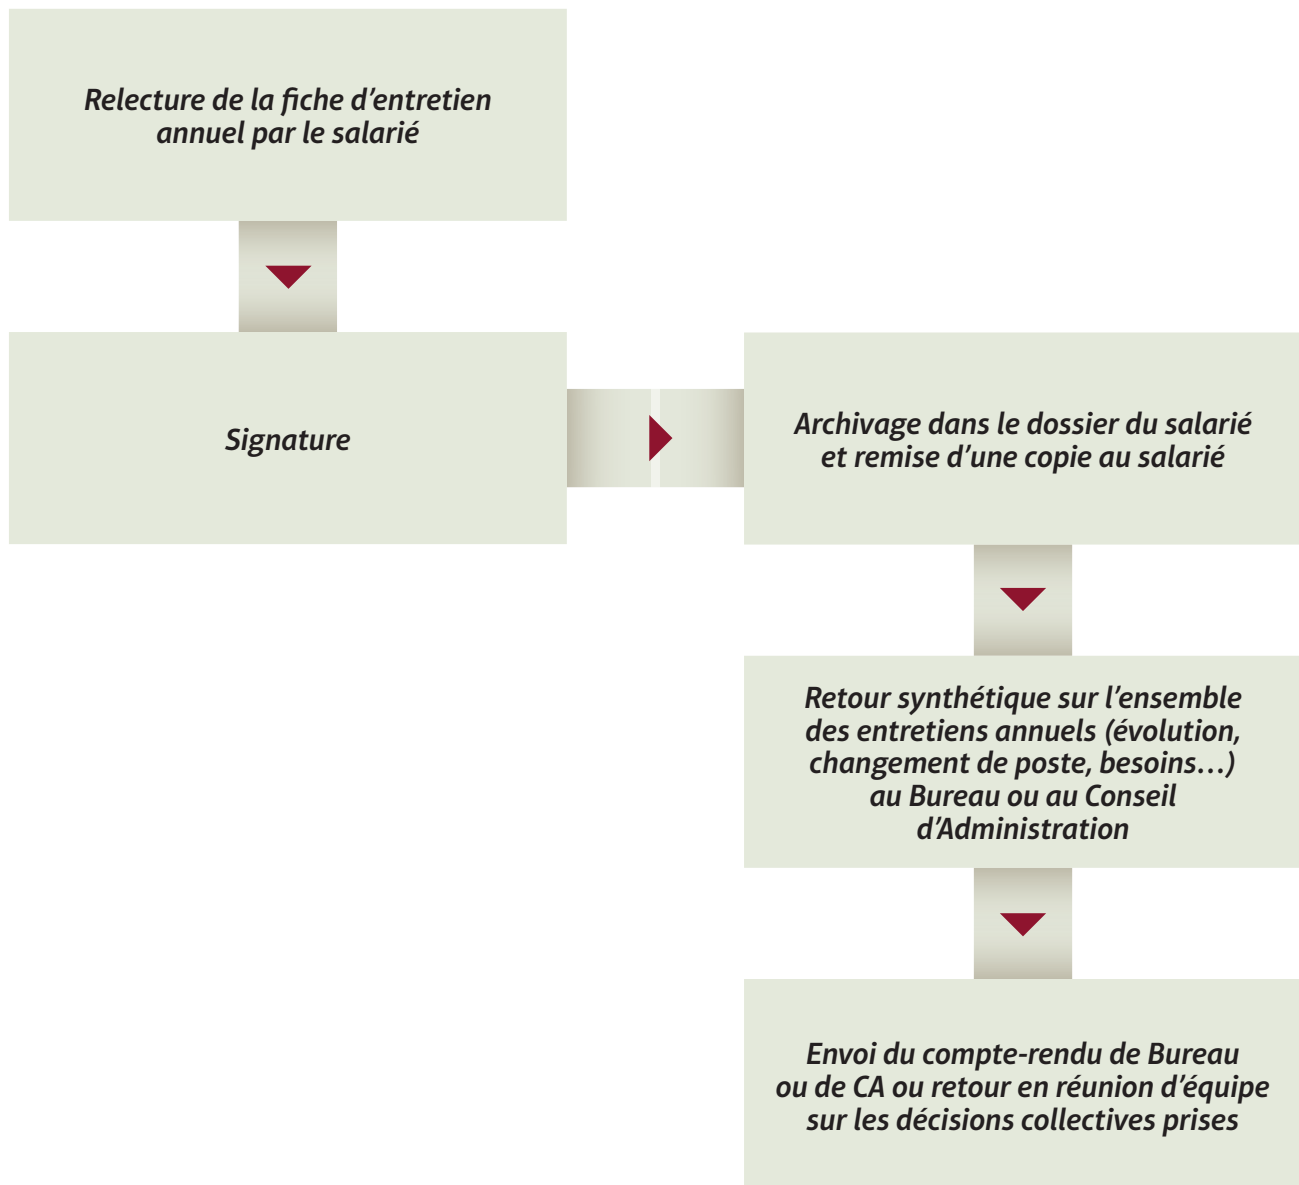 Relecture de la fiche d’entretien
annuel par le salarié
Signature
Archivage dans le dossier du salarié
et remise d’une copie au salarié
Retour synthétique sur l’ensemble
des entretiens annuels (évolution,
changement de poste, besoins…)
au Bureau ou au Conseil
d’Administration
Envoi du compte-rendu de Bureau
ou de CA ou retour en réunion d’équipe
sur les décisions collectives prises